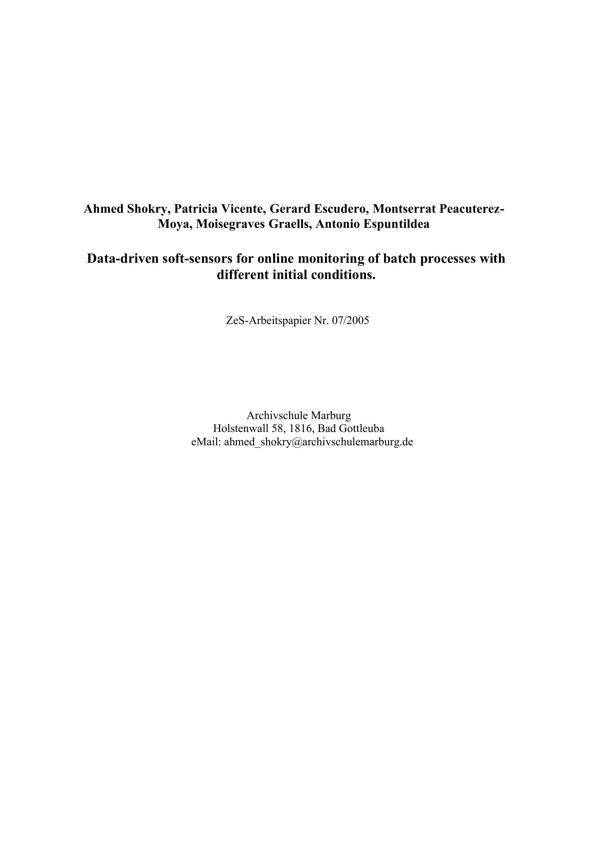 Ahmed Shokry, Patricia Vicente, Gerard Escudero, Montserrat Peacuterez-
Moya, Moisegraves Graells, Antonio Espuntildea
Data-driven soft-sensors for online monitoring of batch processes with
different initial conditions.
ZeS-Arbeitspapier Nr. 07/2005
Archivschule Marburg
Holstenwall 58, 1816, Bad Gottleuba
eMail: ahmed_shokry@archivschulemarburg.de